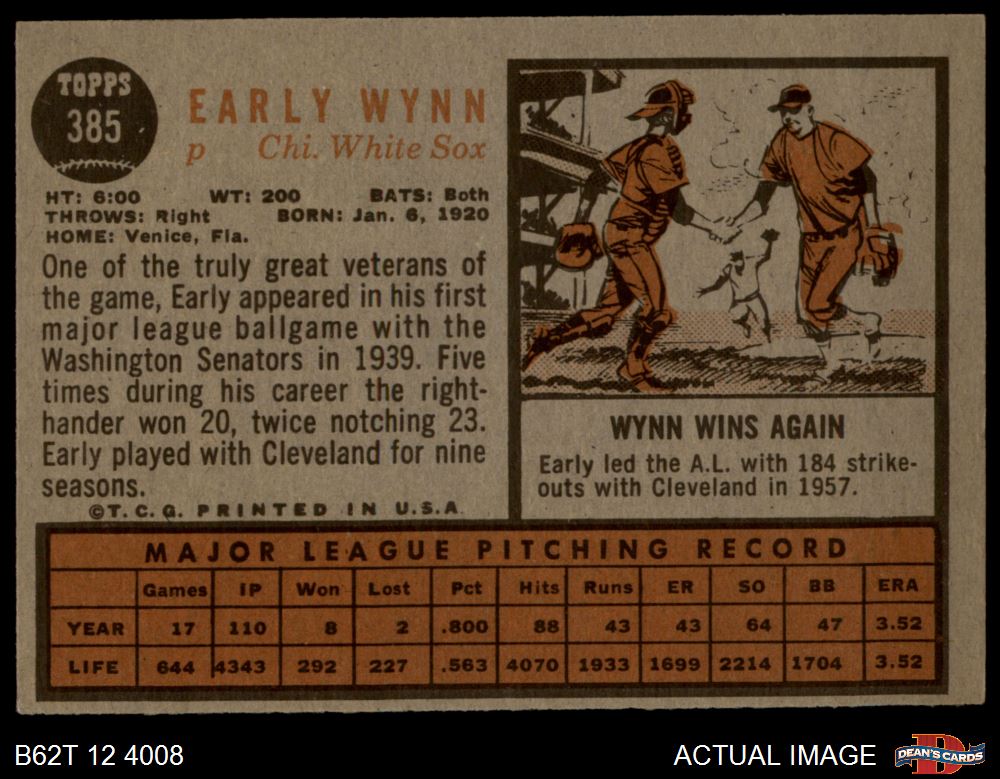 TOPPS
385
EARLY WYNN
p Chi. White Sox
HT: 6:00 WT: 200 BATS: Both
THROWS: Right BORN: Jan. 6, 1920
HOME: Venice, Fla.
One of the truly great veterans of
the game, Early appeared in his first
major league ballgame with the
Washington Senators in 1939. Five
times during his career the right-
hander won 20, twice notching 23.
Early played with Cleveland for nine
seasons.
©T. C. G. PRINTED IN U.S.A.
WYNN WINS AGAIN
Early led the A.L. with 184 strike-
outs with Cleveland in 1957.
MAJOR LEAGUE PITCHING RECORD
Games IP Won Lost Pct Hits Runs ER SO BB ERA
YEAR 17 110 8 2 .800 88 43 43 64 47 3.52
LIFE 644 4343 292 227 .563 4070 1933 1699 2214 1704 3.52
B62T 12 4008 ACTUAL IMAGE DEAN'S CARDS